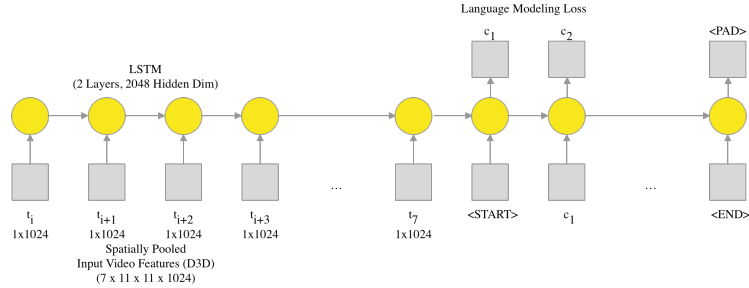 Language Modeling Loss
c1 c2 <PAD>
LSTM
(2 Layers, 2048 Hidden Dim)
... ...
ti ti+1 ti+2 ti+3 t7 <START> c1 <END>
1x1024 1x1024 1x1024 1x1024 1x1024
Spatially Pooled
Input Video Features (D3D)
(7 x 11 x 11 x 1024)